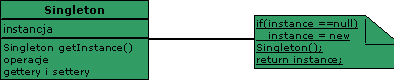 Singleton
instancja
Singleton getInstance()
operacje
gettery i settery
if(instance ==null)
instance = new
Singleton();
return instance;